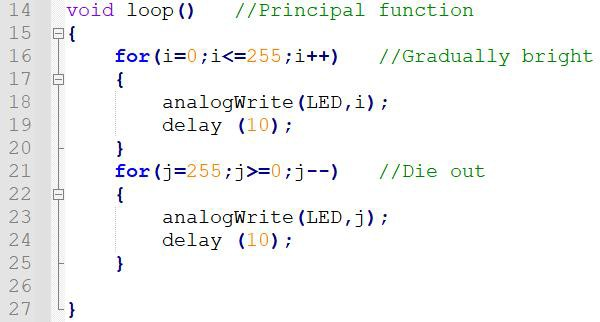 14 void loop()   //Principal function
15 {
16     for(i=0;i<=255;i++)   //Gradually bright
17     {
18         analogWrite(LED,i);
19         delay (10);
20     }
21     for(j=255;j>=0;j--)   //Die out
22     {
23         analogWrite(LED,j);
24         delay (10);
25     }
26
27 }